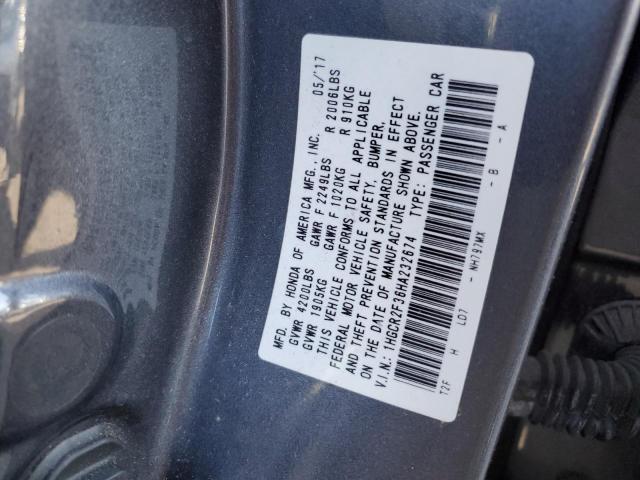 MFD. BY HONDA OF AMERICA MFG., INC. 05/'17
GVWR 4200LBS GAWR F 2249LBS R 2006LBS
GVWR 1905KG GAWR F 1020KG R 910KG
THIS VEHICLE CONFORMS TO ALL APPLICABLE
FEDERAL MOTOR VEHICLE SAFETY, BUMPER,
AND THEFT PREVENTION STANDARDS IN EFFECT
ON THE DATE OF MANUFACTURE SHOWN ABOVE.
V.I.N.: 1HGCR2F36HA232674 TYPE: PASSENGER CAR
T2F H LD7 - NH797MX - B - A